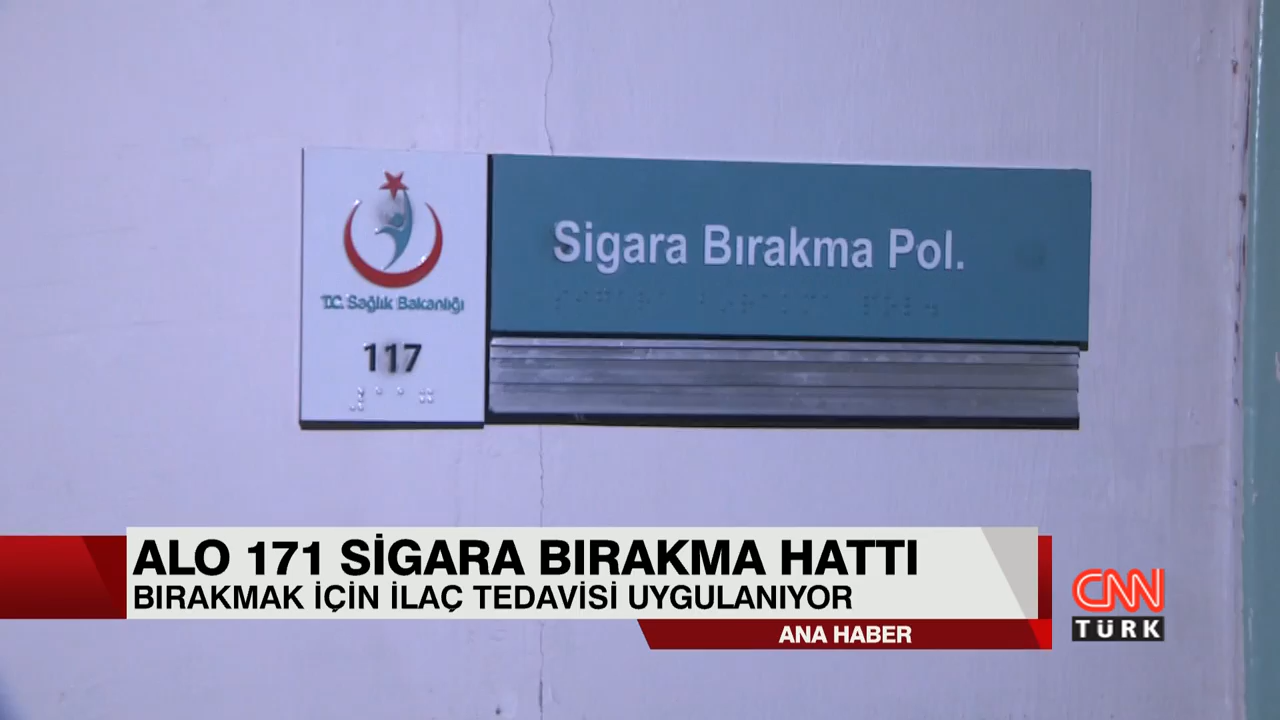 Sigara Bırakma Pol.
T.C. Sağlık Bakanlığı
117
ALO 171 SİGARA BIRAKMA HATTI
BIRAKMAK İÇİN İLAÇ TEDAVİSİ UYGULANIYOR
ANA HABER
CNN
TÜRK